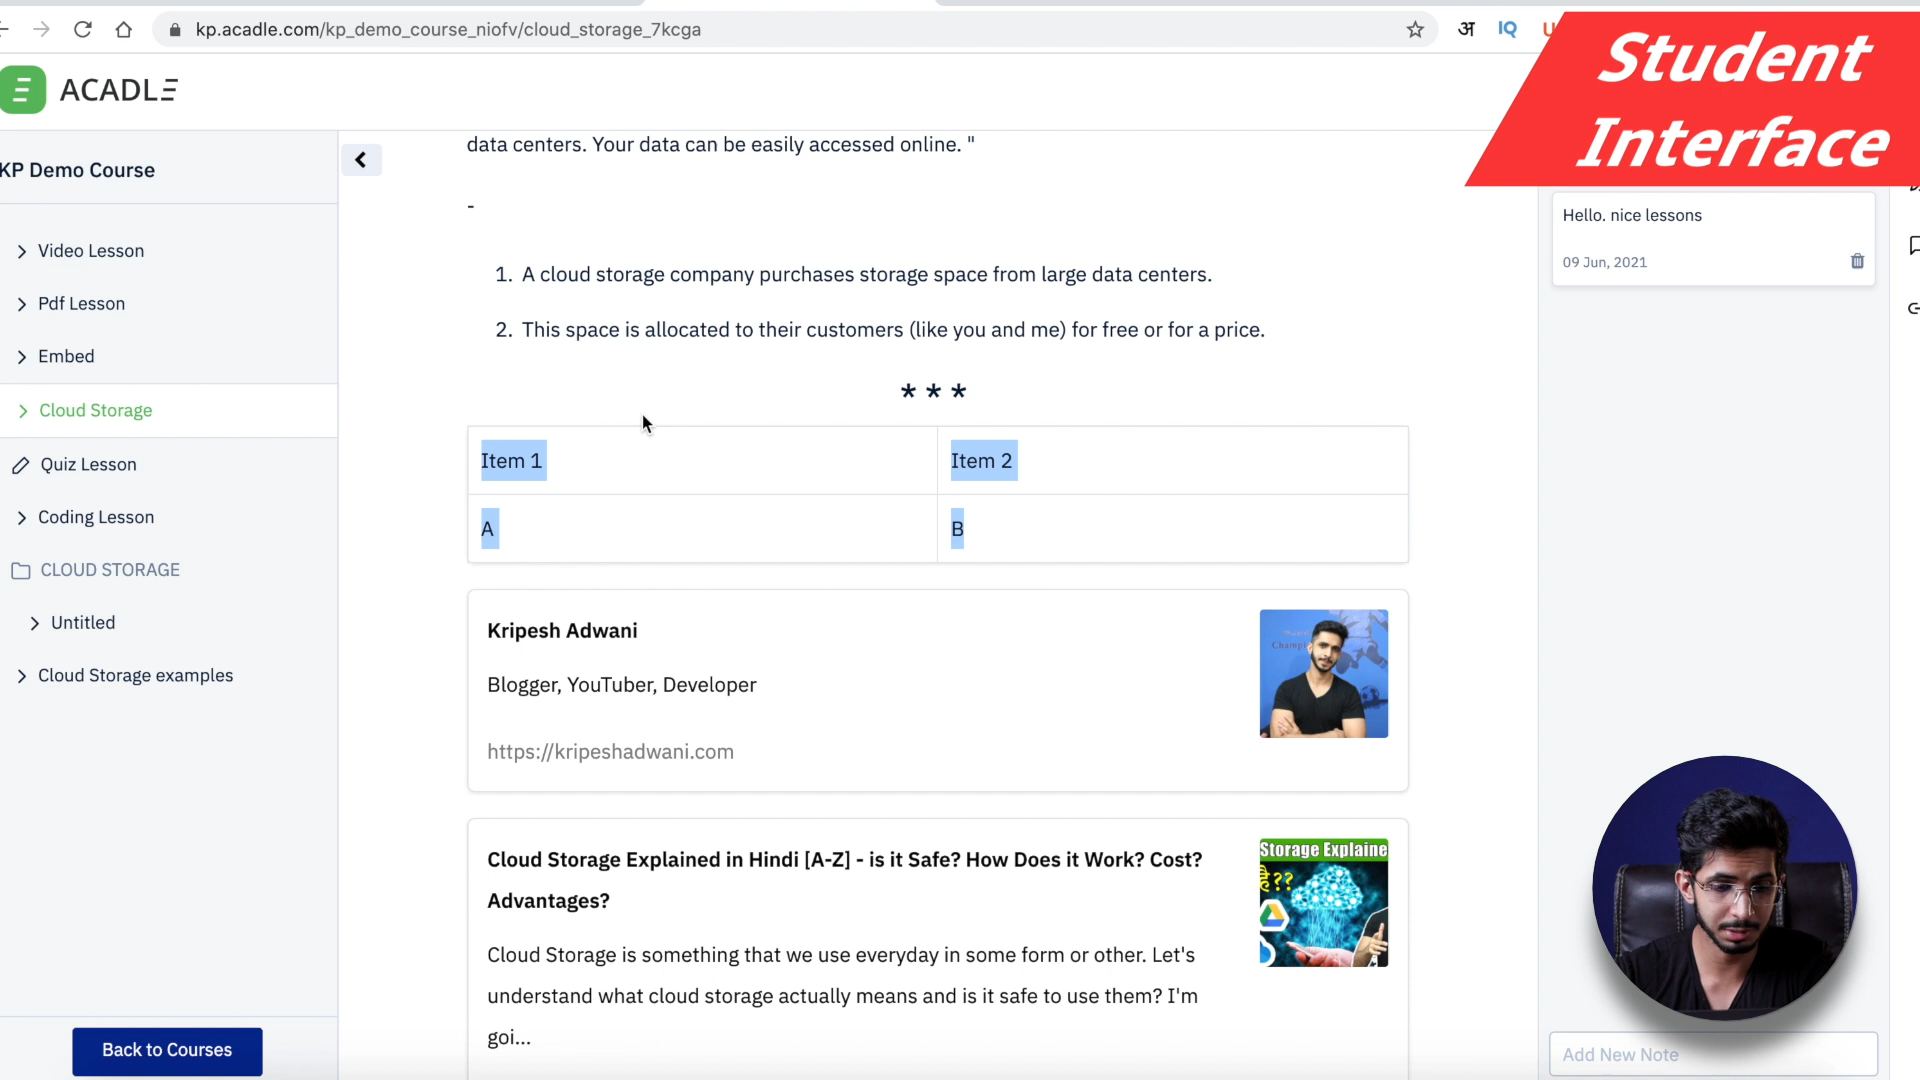 kp.acadle.com/kp_demo_course_niofv/cloud_storage_7kcga
अ
IQ
U
Student
Interface
ACADLE
KP Demo Course
Video Lesson
Pdf Lesson
Embed
Cloud Storage
Quiz Lesson
Coding Lesson
CLOUD STORAGE
Untitled
Cloud Storage examples
Back to Courses
data centers. Your data can be easily accessed online. "
-
1. A cloud storage company purchases storage space from large data centers.
2. This space is allocated to their customers (like you and me) for free or for a price.
* * *
Item 1 Item 2
A B
Kripesh Adwani
Blogger, YouTuber, Developer
https://kripeshadwani.com
Cloud Storage Explained in Hindi [A-Z] - is it Safe? How Does it Work? Cost?
Advantages?
Cloud Storage is something that we use everyday in some form or other. Let's
understand what cloud storage actually means and is it safe to use them? I'm
goi...
Champi
Storage Explaine
है??
Hello. nice lessons
09 Jun, 2021
Add New Note